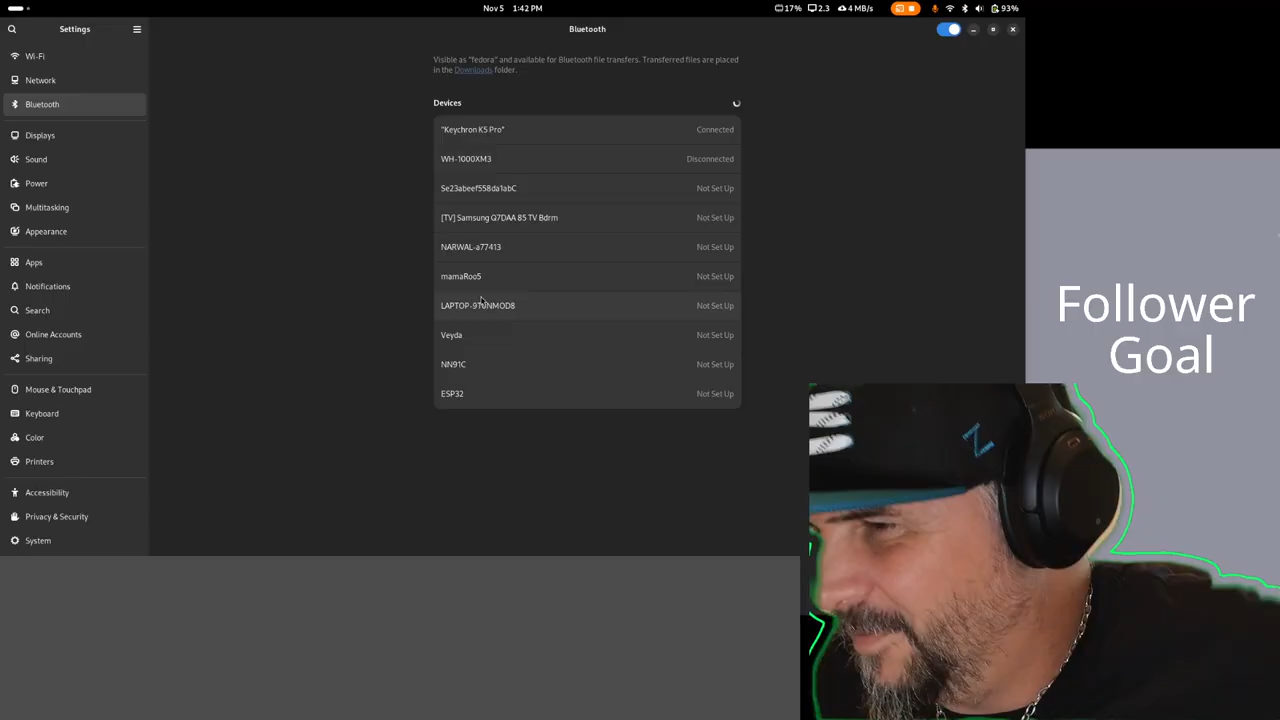 Nov 5 1:42 PM
17% 2.3 4 MB/s 93%
Settings
Bluetooth
Wi-Fi
Network
Bluetooth
Displays
Sound
Power
Multitasking
Appearance
Apps
Notifications
Search
Online Accounts
Sharing
Mouse & Touchpad
Keyboard
Color
Printers
Accessibility
Privacy & Security
System
Visible as "fedora" and available for Bluetooth file transfers. Transferred files are placed
in the Downloads folder.
Devices
"Keychron K5 Pro" Connected
WH-1000XM3 Disconnected
Se23abeef558da1abC Not Set Up
[TV] Samsung Q7DAA 85 TV Bdrm Not Set Up
NARWAL-a77413 Not Set Up
mamaRoo5 Not Set Up
Not Set Up
Veyda Not Set Up
NN91C Not Set Up
ESP32 Not Set Up
Follower
Goal